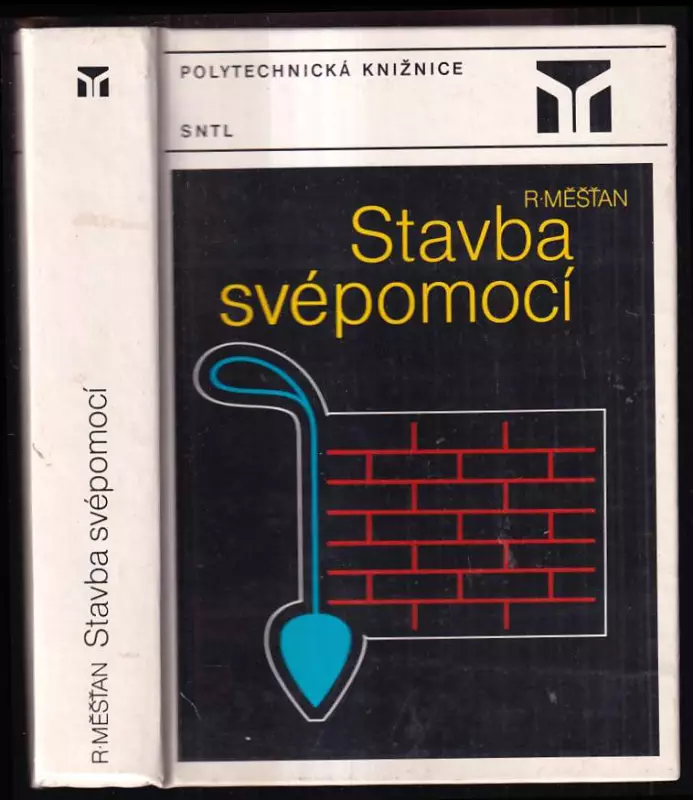 POLYTECHNICKÁ KNIŽNICE
SNTL
R·MĚŠŤAN
Stavba
svépomocí
R·MĚŠŤAN Stavba svépomocí